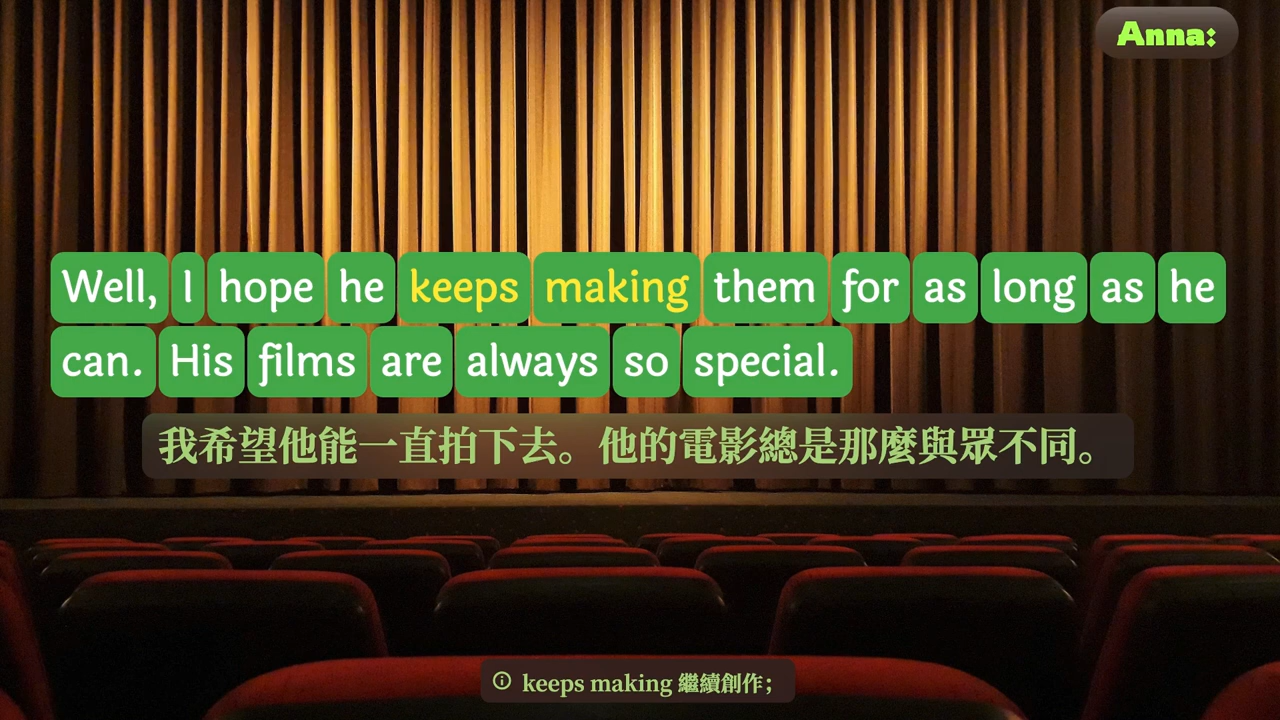 Anna:
Well, I hope he keeps making them for as long as he
can. His films are always so special.
我希望他能一直拍下去。他的電影總是那麼與眾不同。
keeps making 繼續創作；